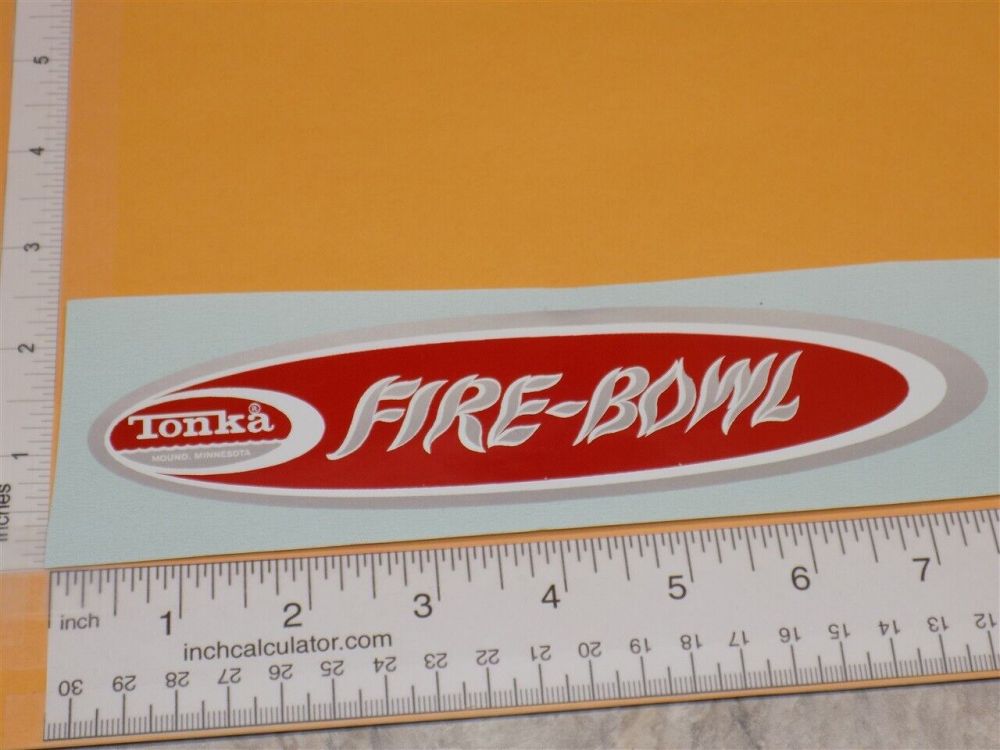 5
4
3
2
1
inches
Tonka®
MOUND, MINNESOTA
FIRE-BOWL
inch 1 2 3 4 5 6 7
inchcalculator.com
30 29 28 27 26 25 24 23 22 21 20 19 18 17 16 15 14 13 12